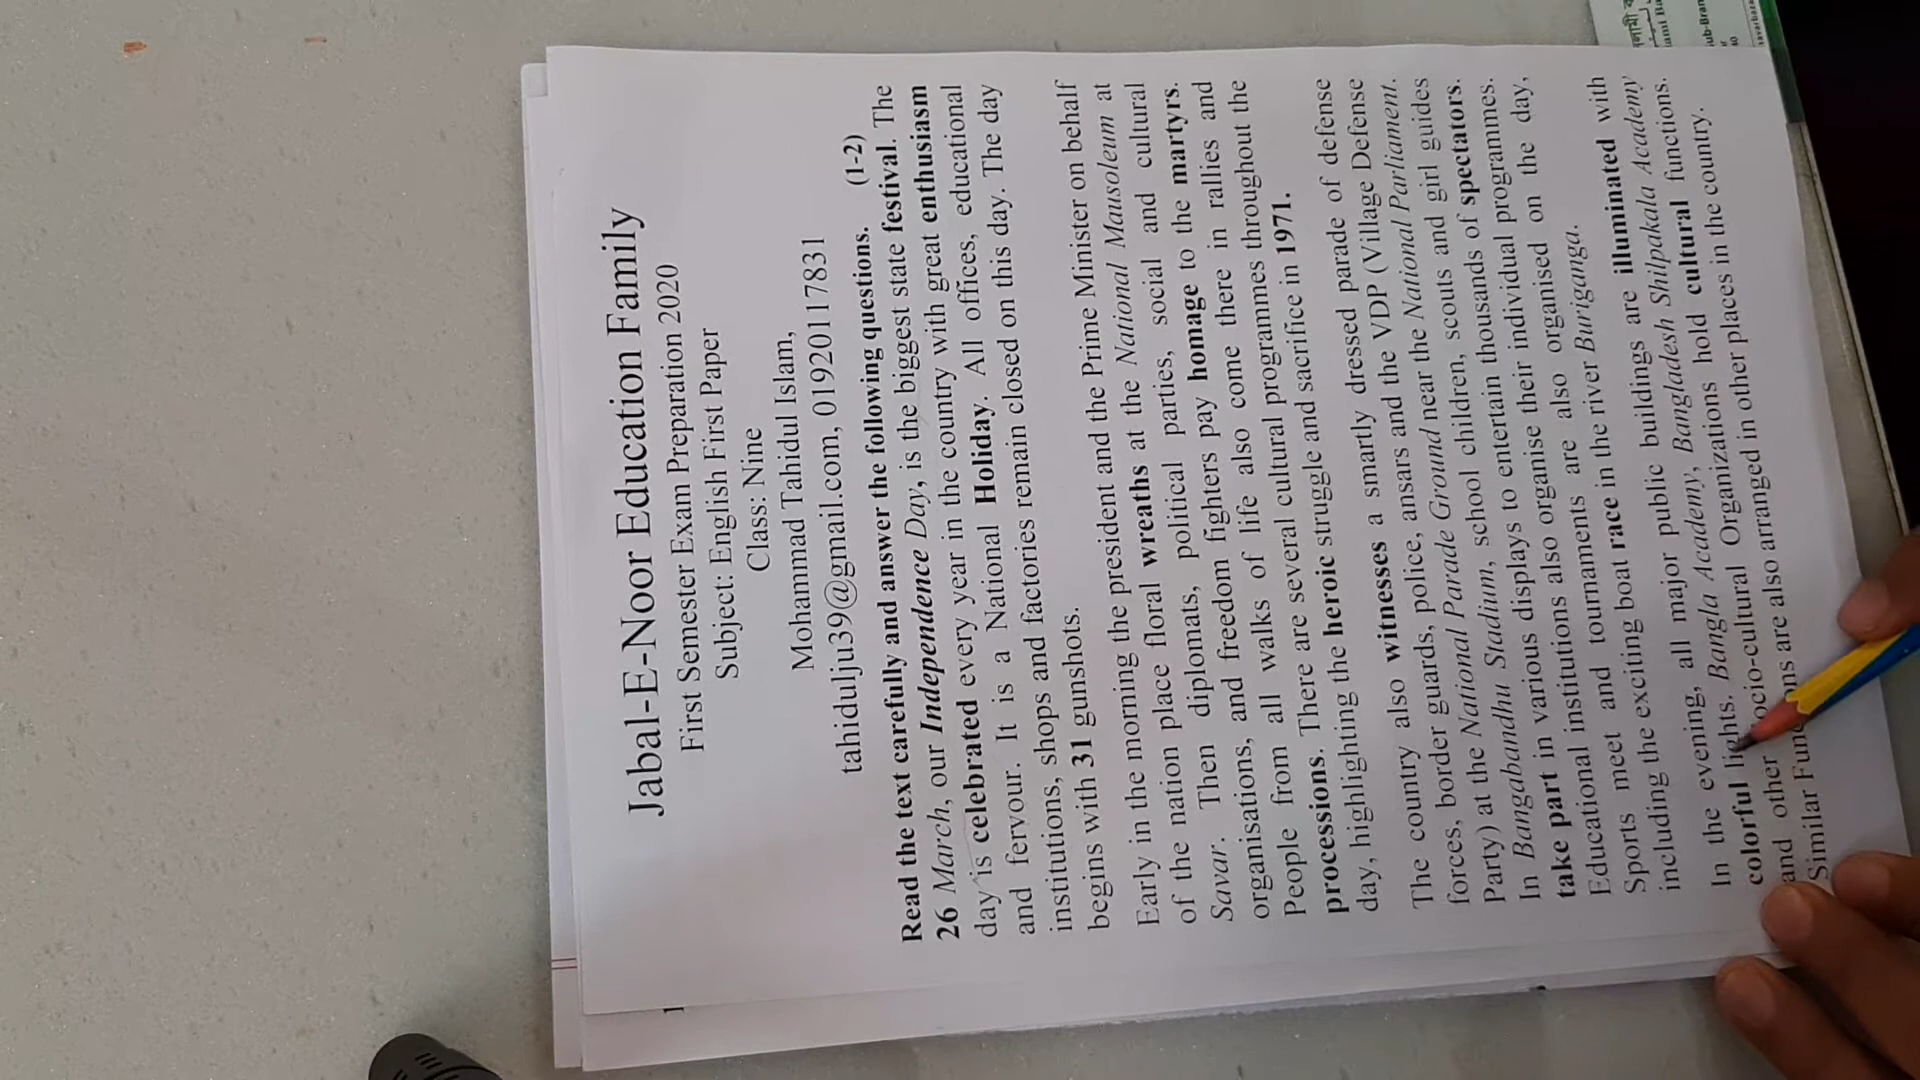 Jabal-E-Noor Education Family
First Semester Exam Preparation 2020
Subject: English First Paper
Class: Nine
Mohammad Tahidul Islam,
tahidulju39@gmail.com, 01920117831
Read the text carefully and answer the following questions. (1-2)
26 March, our Independence Day, is the biggest state festival. The
day is celebrated every year in the country with great enthusiasm
and fervour. It is a National Holiday. All offices, educational
institutions, shops and factories remain closed on this day. The day
begins with 31 gunshots.
Early in the morning the president and the Prime Minister on behalf
of the nation place floral wreaths at the National Mausoleum at
Savar. Then diplomats, political parties, social and cultural
organisations, and freedom fighters pay homage to the martyrs.
People from all walks of life also come there in rallies and
processions. There are several cultural programmes throughout the
day, highlighting the heroic struggle and sacrifice in 1971.
The country also witnesses a smartly dressed parade of defense
forces, border guards, police, ansars and the VDP (Village Defense
Party) at the National Parade Ground near the National Parliament.
In Bangabandhu Stadium, school children, scouts and girl guides
take part in various displays to entertain thousands of spectators.
Educational institutions also organise their individual programmes.
Sports meet and tournaments are also organised on the day,
including the exciting boat race in the river Buriganga.
In the evening, all major public buildings are illuminated with
colorful lights. Bangla Academy, Bangladesh Shilpakala Academy
and other socio-cultural Organizations hold cultural functions.
Similar Functions are also arranged in other places in the country.
1